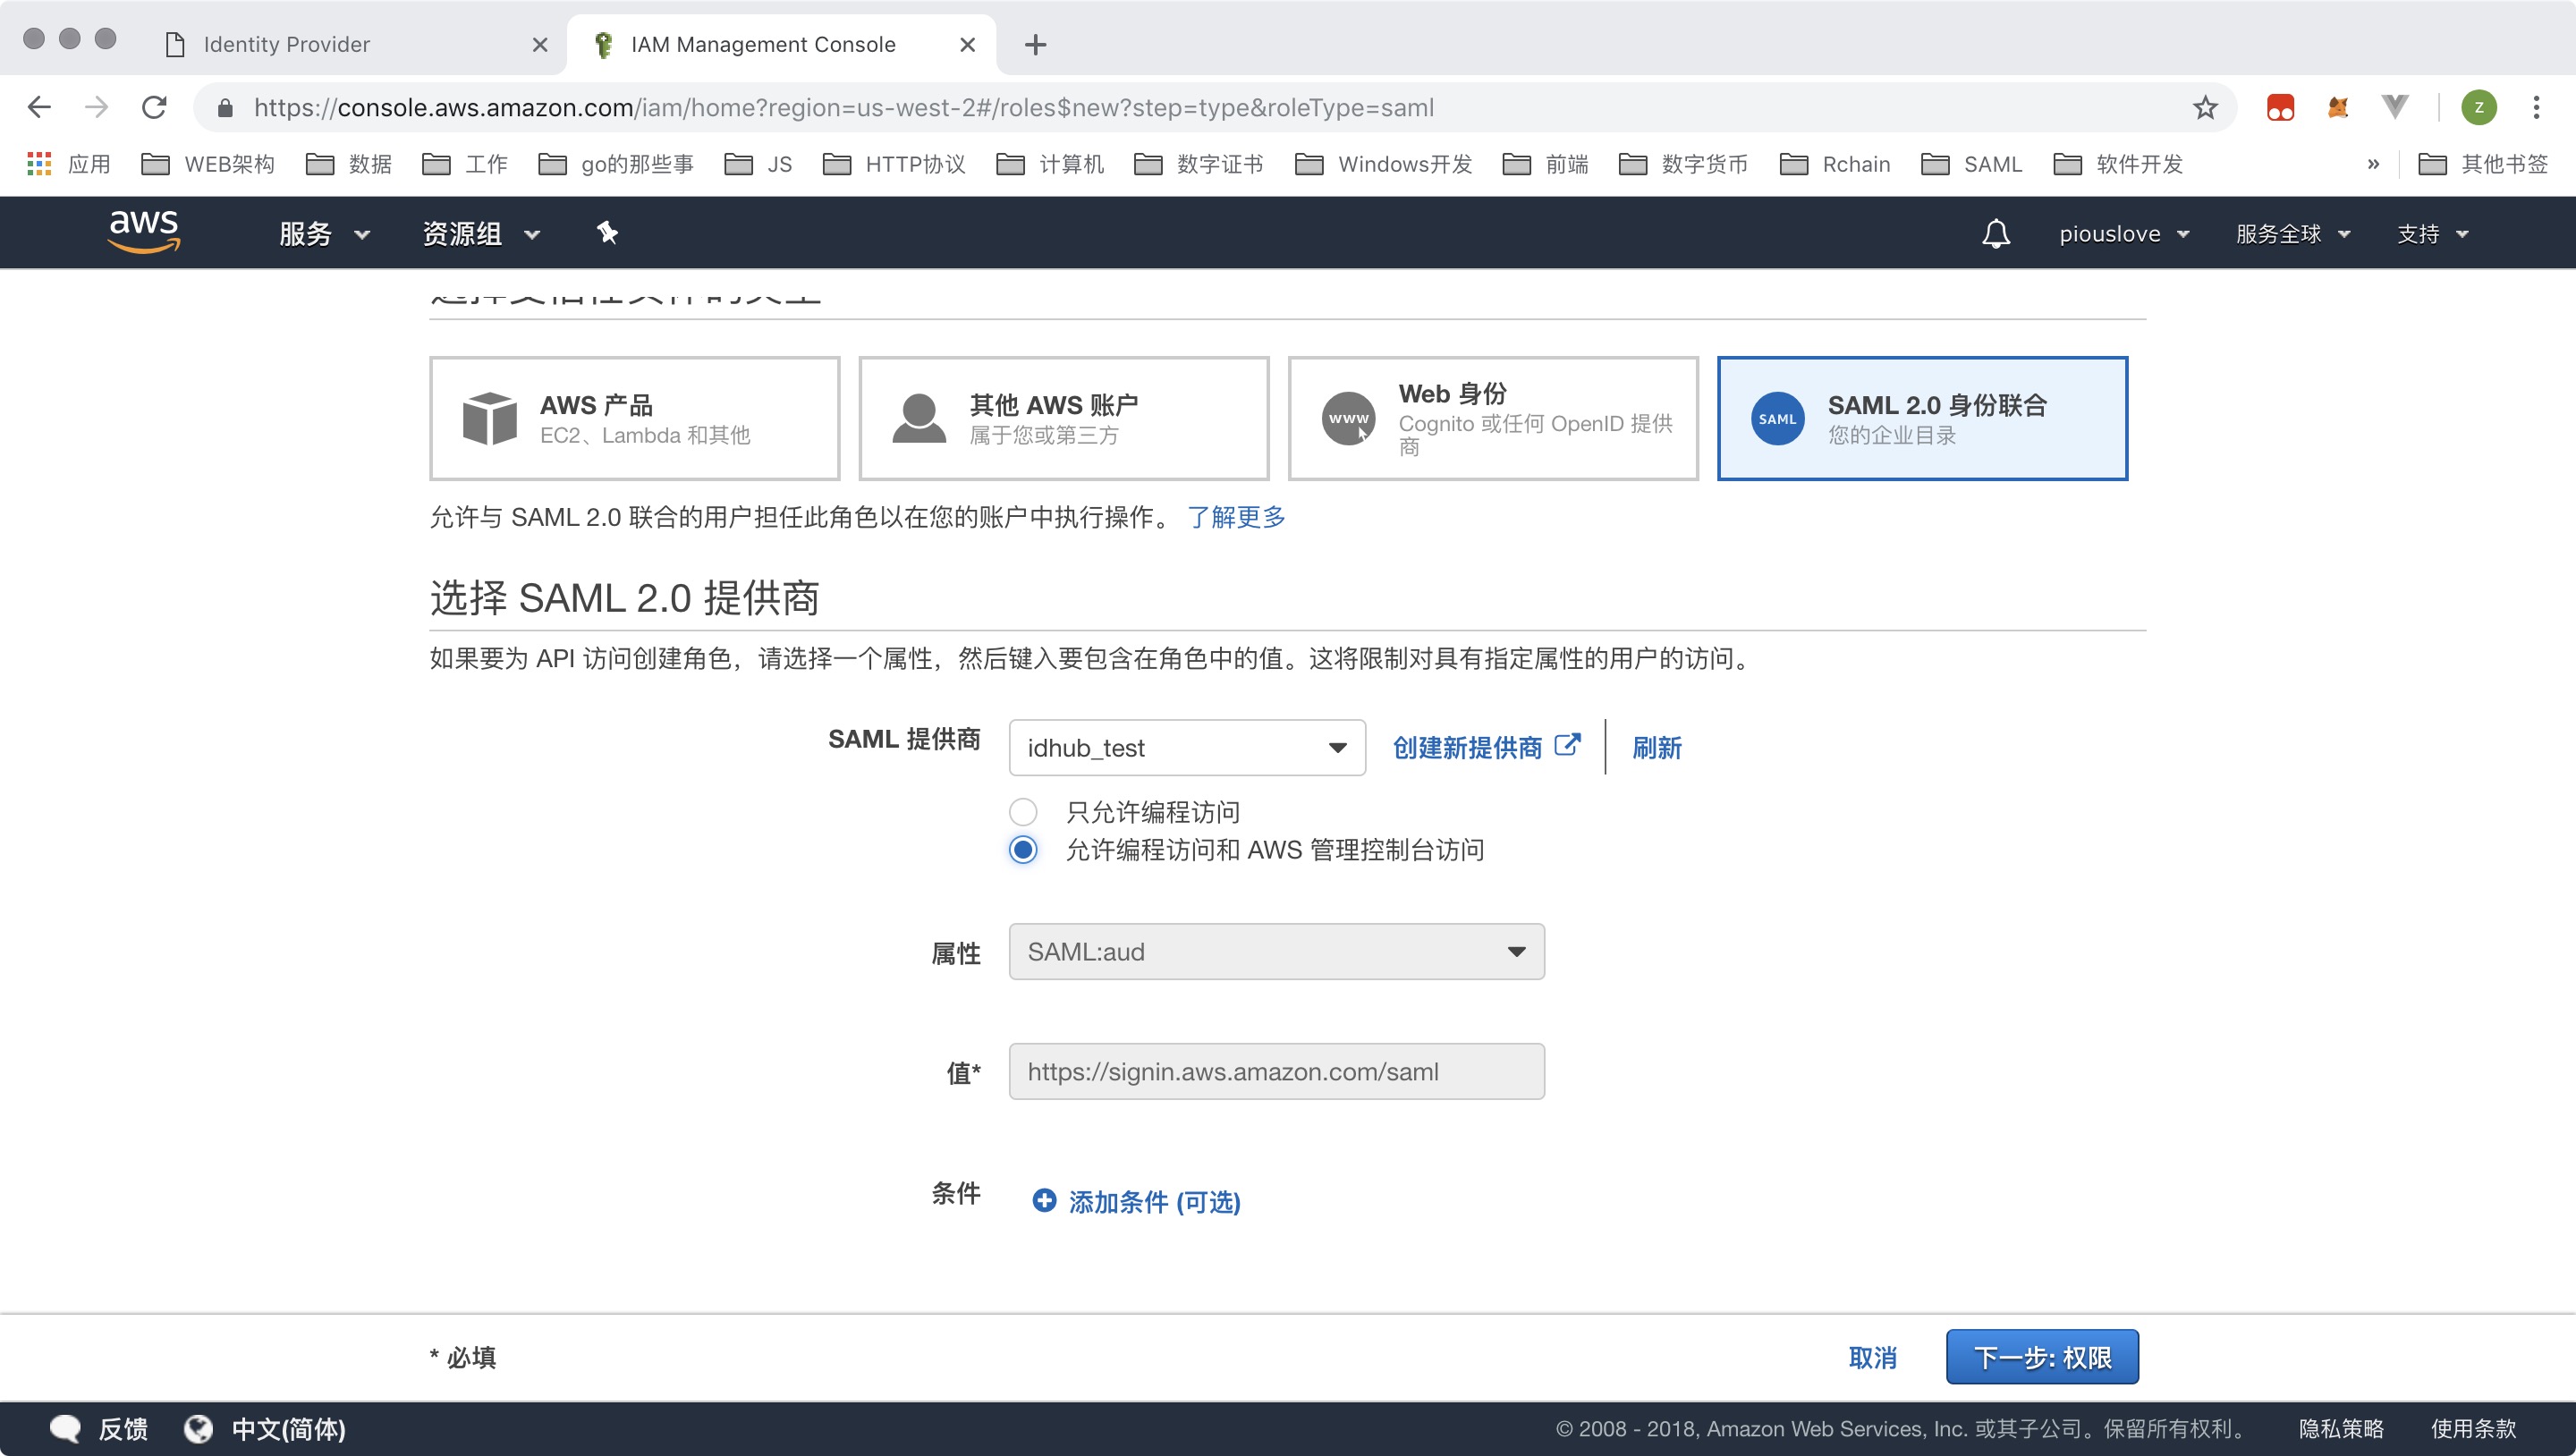 Identity Provider
IAM Management Console
https://console.aws.amazon.com/iam/home?region=us-west-2#/roles$new?step=type&roleType=saml
z
应用 WEB架构 数据 工作 go的那些事 JS HTTP协议 计算机 数字证书 Windows开发 前端 数字货币 Rchain SAML 软件开发 » 其他书签
aws 服务 资源组 piouslove 服务全球 支持
AWS 产品
EC2、Lambda 和其他
其他 AWS 账户
属于您或第三方
www
Web 身份
Cognito 或任何 OpenID 提供
商
SAML
SAML 2.0 身份联合
您的企业目录
允许与 SAML 2.0 联合的用户担任此角色以在您的账户中执行操作。 了解更多
选择 SAML 2.0 提供商
如果要为 API 访问创建角色，请选择一个属性，然后键入要包含在角色中的值。这将限制对具有指定属性的用户的访问。
SAML 提供商 idhub_test 创建新提供商 刷新
只允许编程访问
允许编程访问和 AWS 管理控制台访问
属性 SAML:aud
值* https://signin.aws.amazon.com/saml
条件 添加条件 (可选)
* 必填 取消 下一步: 权限
反馈 中文(简体) © 2008 - 2018, Amazon Web Services, Inc. 或其子公司。保留所有权利。 隐私策略 使用条款